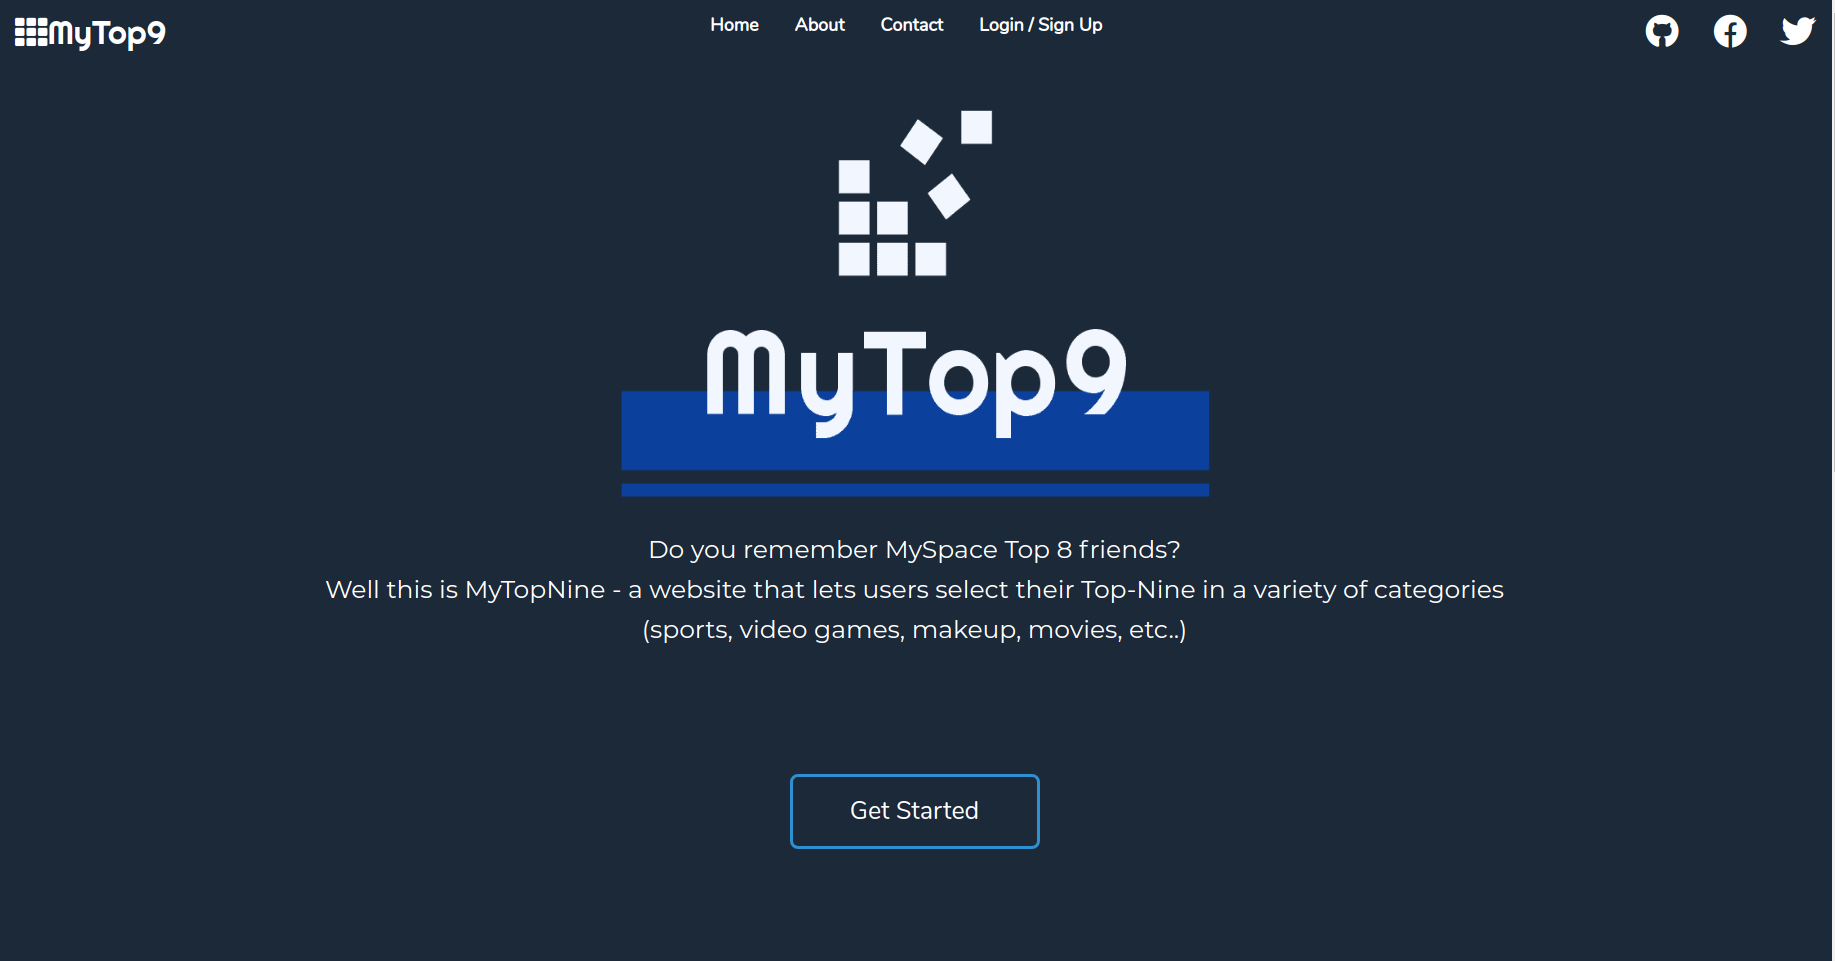 MyTop9
Home
About
Contact
Login / Sign Up
MyTop9
Do you remember MySpace Top 8 friends?
Well this is MyTopNine - a website that lets users select their Top-Nine in a variety of categories
(sports, video games, makeup, movies, etc..)
Get Started